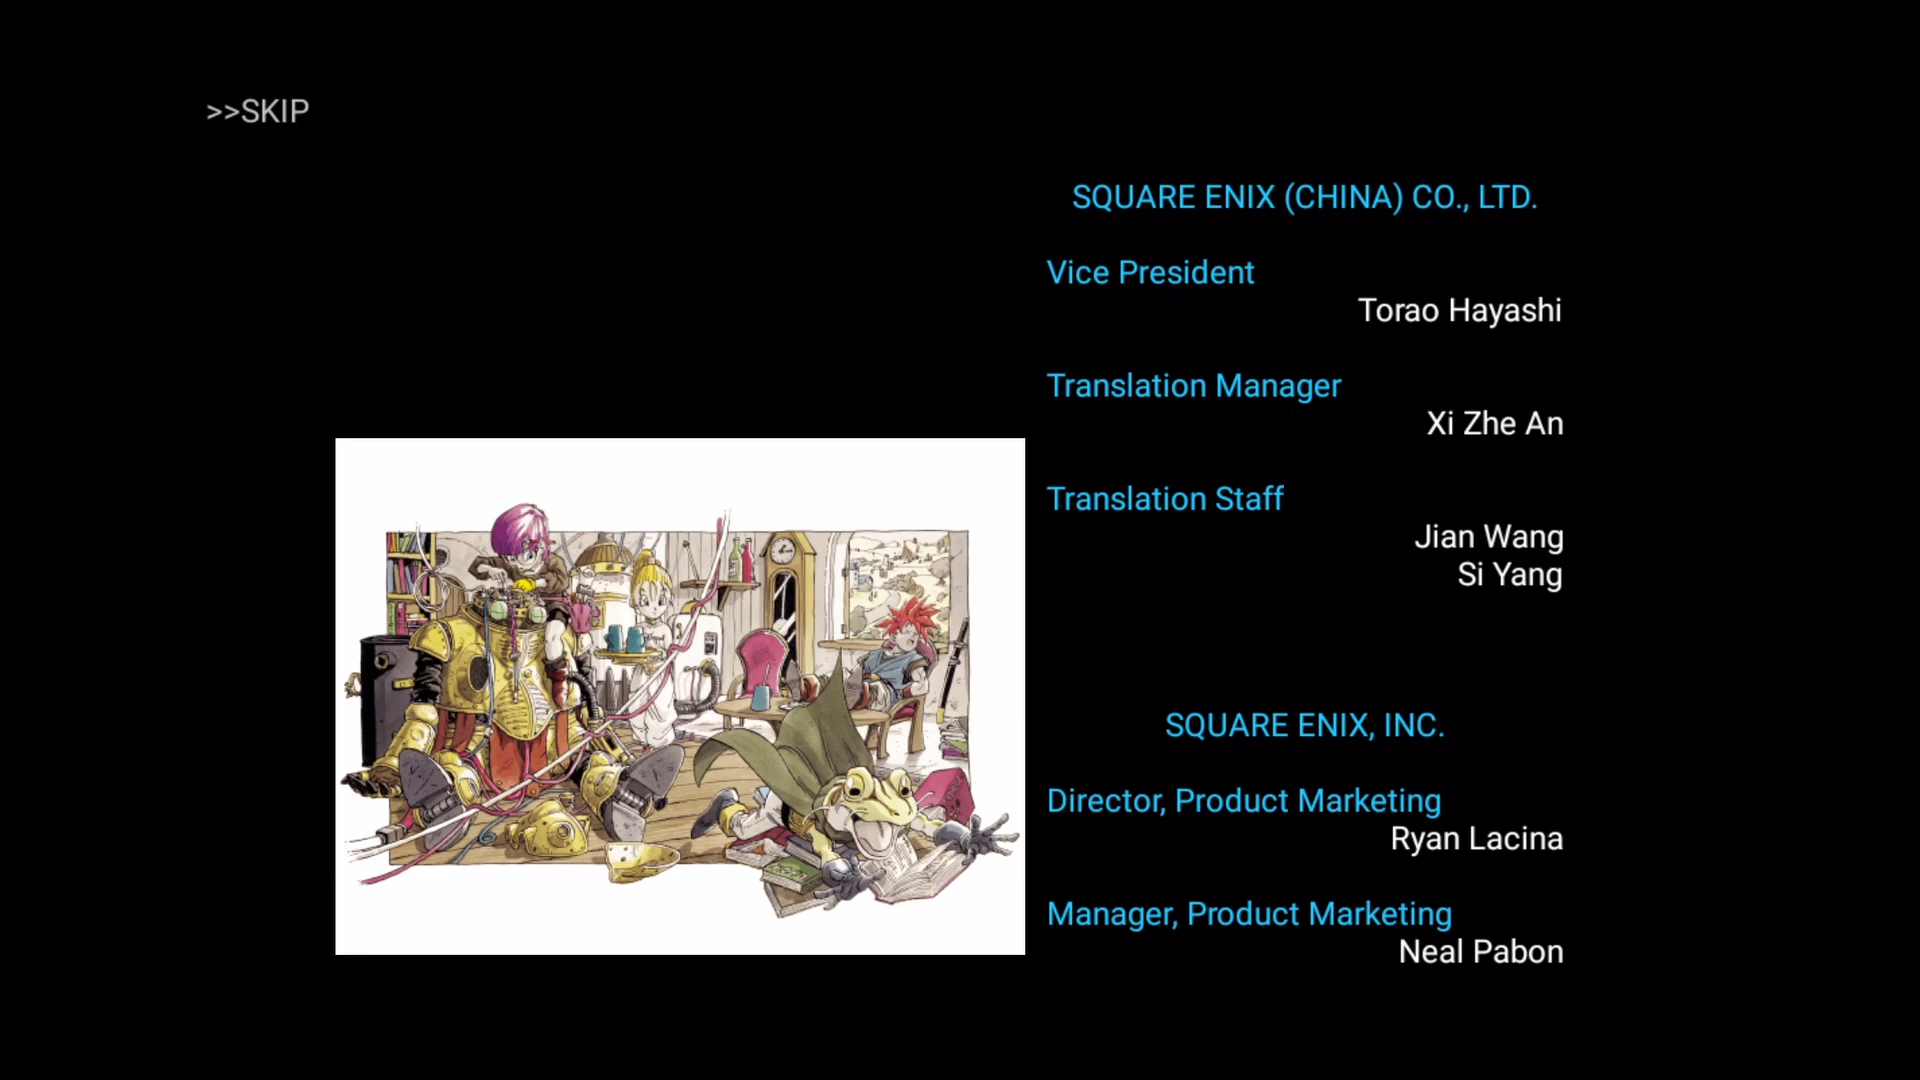 >>SKIP
SQUARE ENIX (CHINA) CO., LTD.
Vice President
Torao Hayashi
Translation Manager
Xi Zhe An
Translation Staff
Jian Wang
Si Yang
SQUARE ENIX, INC.
Director, Product Marketing
Ryan Lacina
Manager, Product Marketing
Neal Pabon